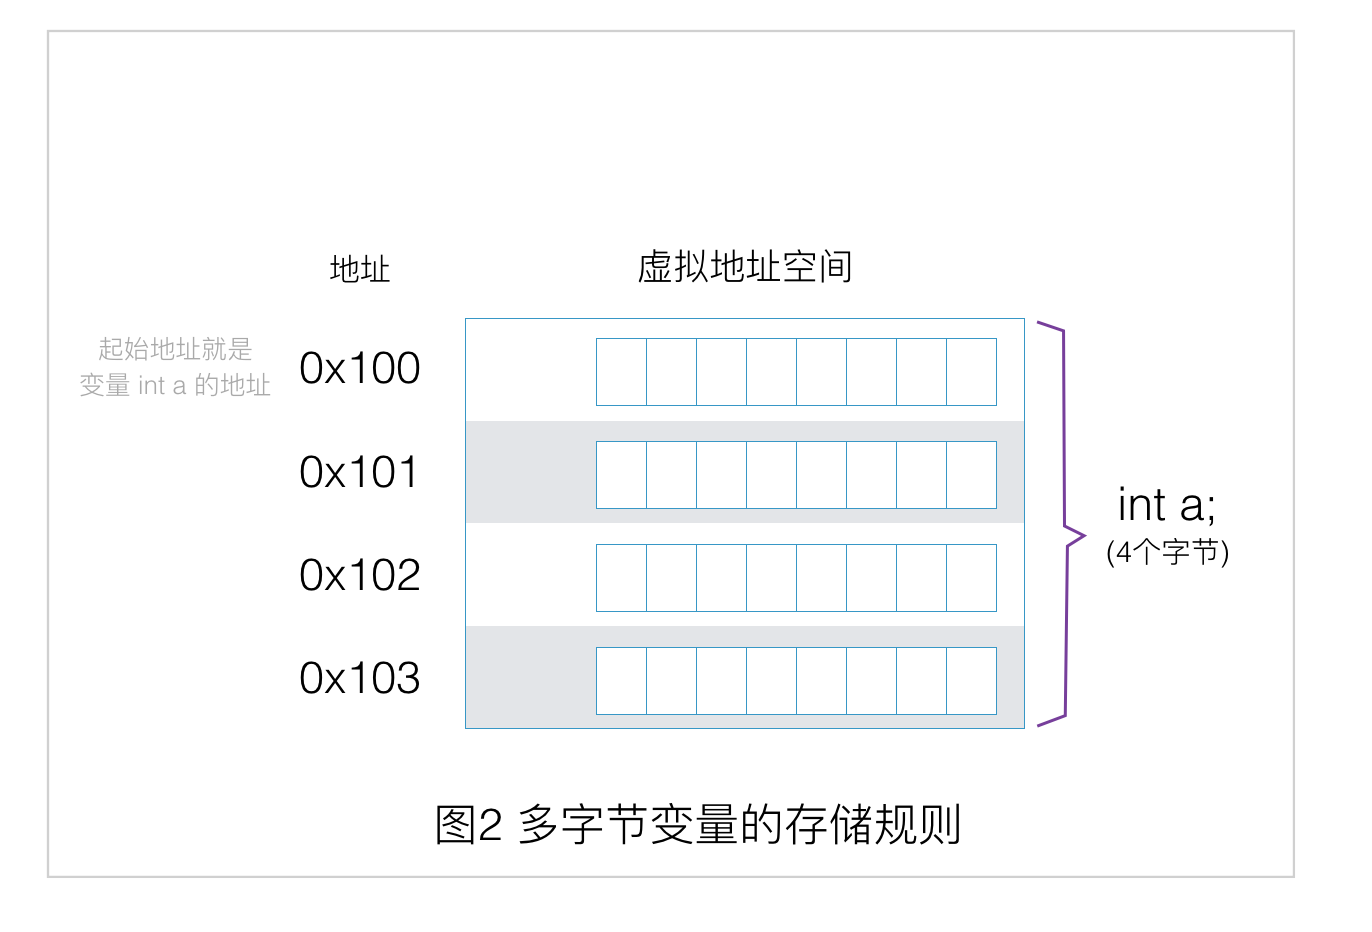 地址
虚拟地址空间
起始地址就是
变量 int a 的地址
0x100
0x101
0x102
0x103
int a;
(4个字节)
图2 多字节变量的存储规则